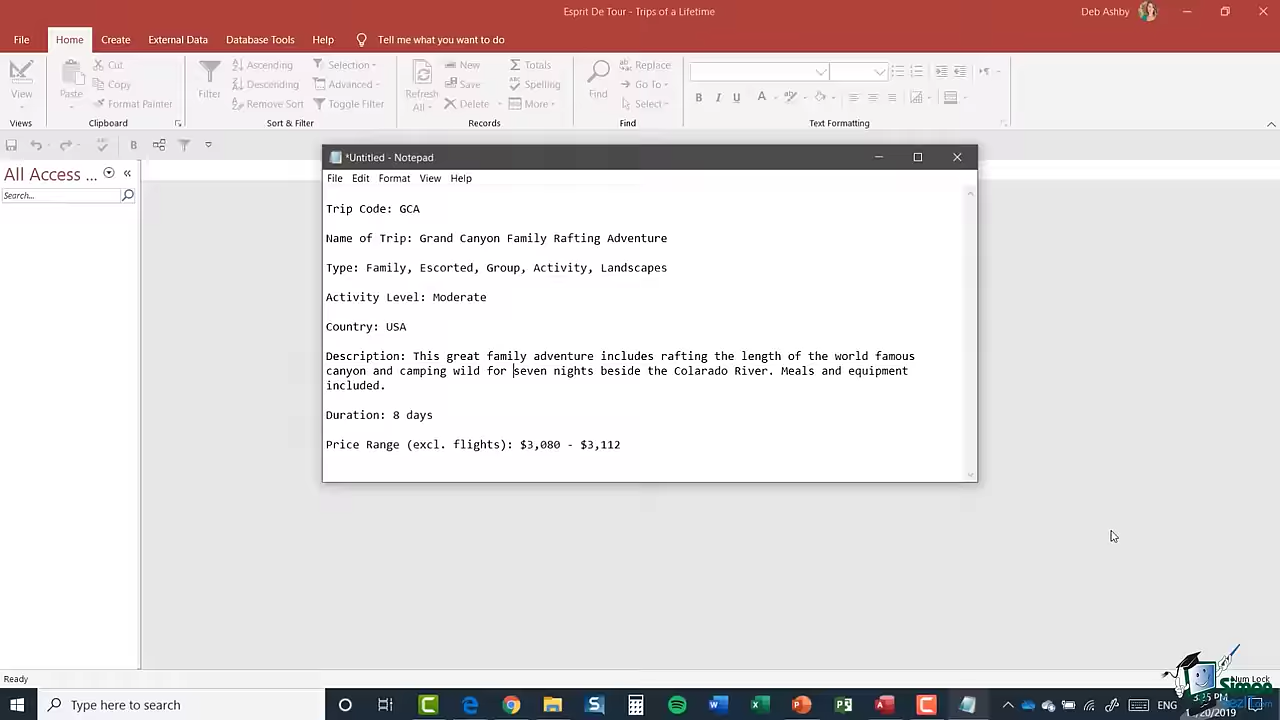 Esprit De Tour - Trips of a Lifetime
Deb Ashby
File Home Create External Data Database Tools Help Tell me what you want to do
View
Paste
Cut
Copy
Format Pain
Filter
Ascending
Descending
Remove Sort
Selection
Advanced
Toggle Filter
Refresh All
New
Save
Delete
Totals
Spelling
More
Find
Replace
Go To
Select
B I U A
Views Clipboard Sort & Filter Records Find Text Formatting
B
All Access ...
Search...
*Untitled - Notepad
File Edit Format View Help
Trip Code: GCA
Name of Trip: Grand Canyon Family Rafting Adventure
Type: Family, Escorted, Group, Activity, Landscapes
Activity Level: Moderate
Country: USA
Description: This great family adventure includes rafting the length of the world famous
canyon and camping wild for seven nights beside the Colarado River. Meals and equipment
included.
Duration: 8 days
Price Range (excl. flights): $3,080 - $3,112
Ready
Num Lock
Type here to search
ENG
3:25 PM
Simon